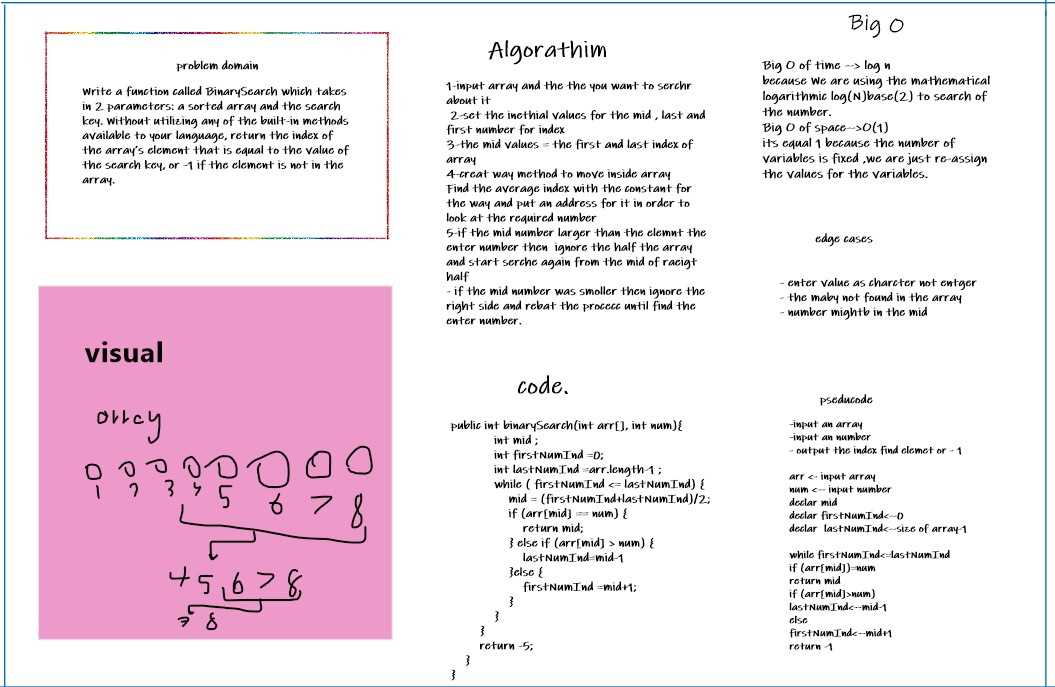 problem domain
Write a function called BinarySearch which takes
in 2 parameters: a sorted array and the search
key. Without utilizing any of the built-in methods
available to your language, return the index of
the array's element that is equal to the value of
the search key, or -1 if the element is not in the
array.
visual
array
1 2 3 4 5 6 7 8
4 5 6 7 8
7 8
Algorathim
1-input array and the the you want to serchr
about it
2-set the inethial values for the mid , last and
first number for index
3-the mid values = the first and last index of
array
4-creat way method to move inside array
Find the average index with the constant for
the way and put an address for it in order to
look at the required number
5-if the mid number larger than the elemnt the
enter number then ignore the half the array
and start serche again from the mid of raeigt
half
- if the mid number was smoller then ignore the
right side and rebat the procecc until find the
enter number.
code.
public int binarySearch(int arr[], int num){
int mid ;
int firstNumInd =0;
int lastNumInd =arr.length-1 ;
while ( firstNumInd <= lastNumInd) {
mid = (firstNumInd+lastNumInd)/2;
if (arr[mid] == num) {
return mid;
} else if (arr[mid] > num) {
lastNumInd=mid-1
}else {
firstNumInd =mid+1;
}
}
}
return -5;
}
}
Big O
Big O of time --> log n
because We are using the mathematical
logarithmic log(N)base(2) to search of
the number.
Big O of space-->O(1)
its equal 1 because the number of
variables is fixed ,we are just re-assign
the values for the variables.
edge cases
- enter value as charcter not entger
- the maby not found in the array
- number mightb in the mid
pseducode
-input an array
-input an number
- output the index find elemet or - 1
arr <- input array
num <-- input number
declar mid
declar firstNumInd<--0
declar lastNumInd<--size of array-1
while firstNumInd<=lastNumInd
if (arr[mid])=num
return mid
if (arr[mid]>num)
lastNumInd<--mid-1
else
firstNumInd<--mid+1
return -1